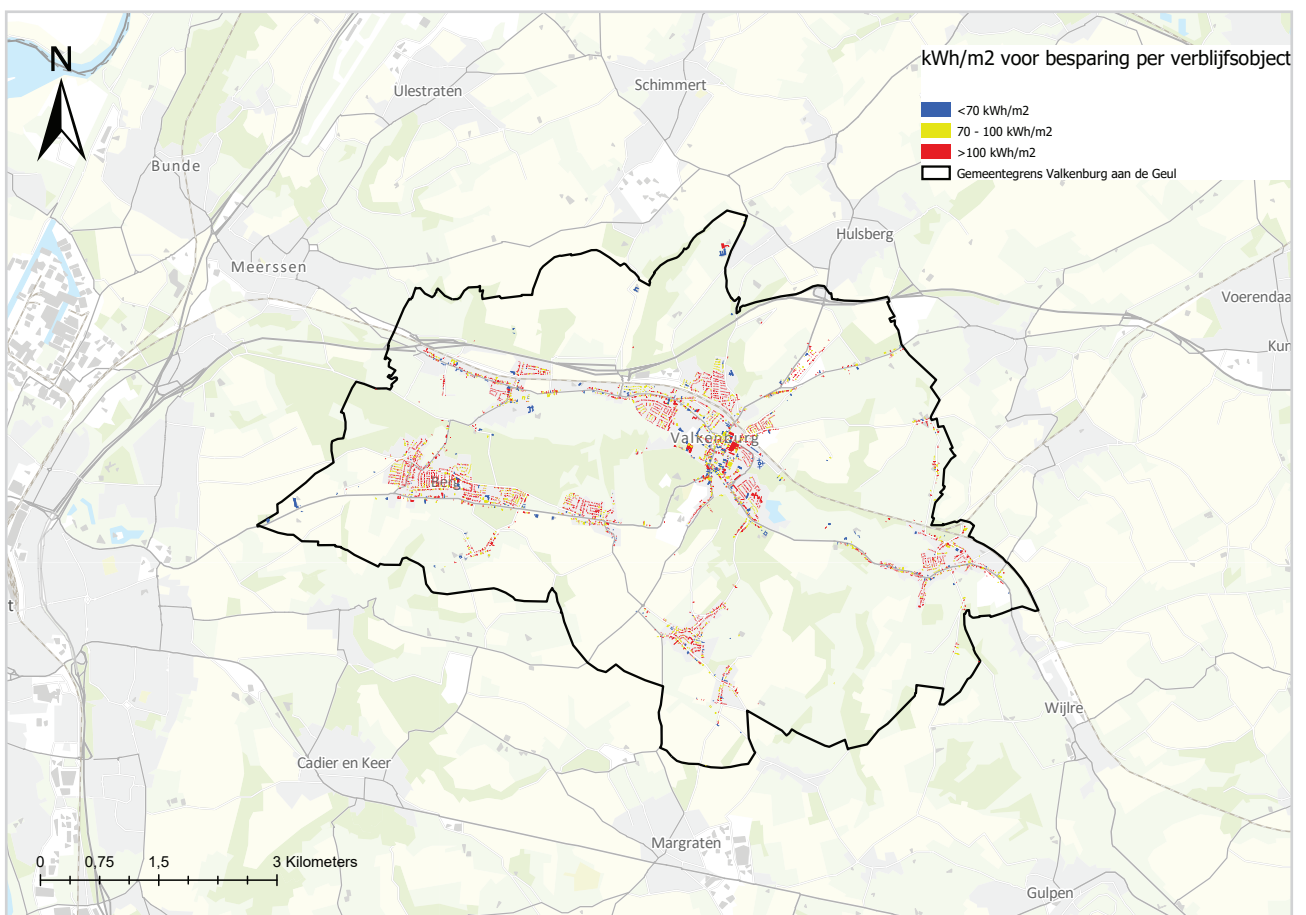 N
kWh/m2 voor besparing per verblijfsobject
<70 kWh/m2
70 - 100 kWh/m2
>100 kWh/m2
Gemeentegrens Valkenburg aan de Geul
Schimmert
Ulestraten
Bunde
Hulsberg
Meerssen
Voerendaa
Kun
Valkenburg
Berg
t
Wijlre
Cadier en Keer
Margraten
Gulpen
0 0,75 1,5 3 Kilometers